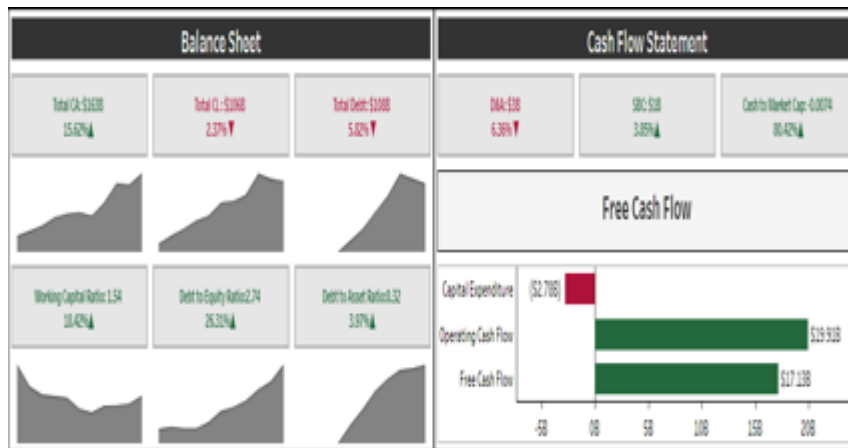 Balance Sheet
Total CA: $163B
15.62%▲
Total CL: $106B
2.37%▼
Total Debt: $108B
5.02%▼
Working Capital Ratio: 1.54
10.42%▲
Debt to Equity Ratio:2.74
26.31%▲
Debt to Asset Ratio:0.32
3.97%▲
Cash Flow Statement
D&A: $3B
6.36%▼
SBC: $1B
3.05%▲
Cash to Market Cap: -0.0074
80.42%▲
Free Cash Flow
Capital Expenditure
($2.78B)
Operating Cash Flow
$19.91B
Free Cash Flow
$17.13B
-5B 0B 5B 10B 15B 20B